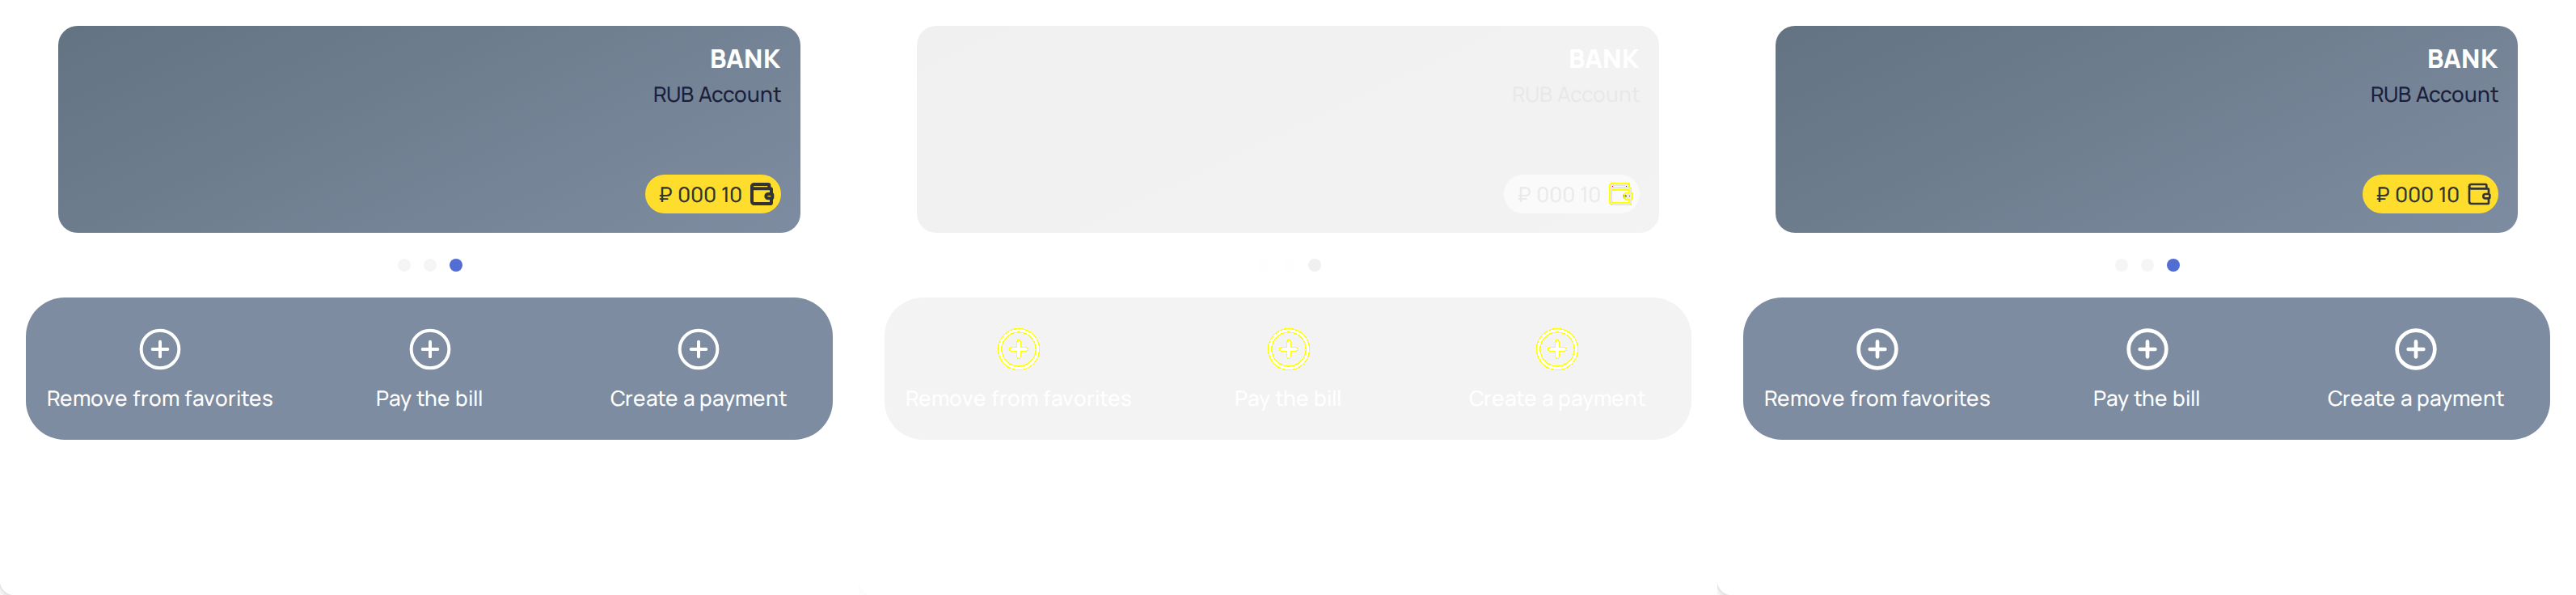 BANK
RUB Account
₽ 000 10
Remove from favorites
Pay the bill
Create a payment
BANK
RUB Account
₽ 000 10
Remove from favorites
Pay the bill
Create a payment
BANK
RUB Account
₽ 000 10
Remove from favorites
Pay the bill
Create a payment